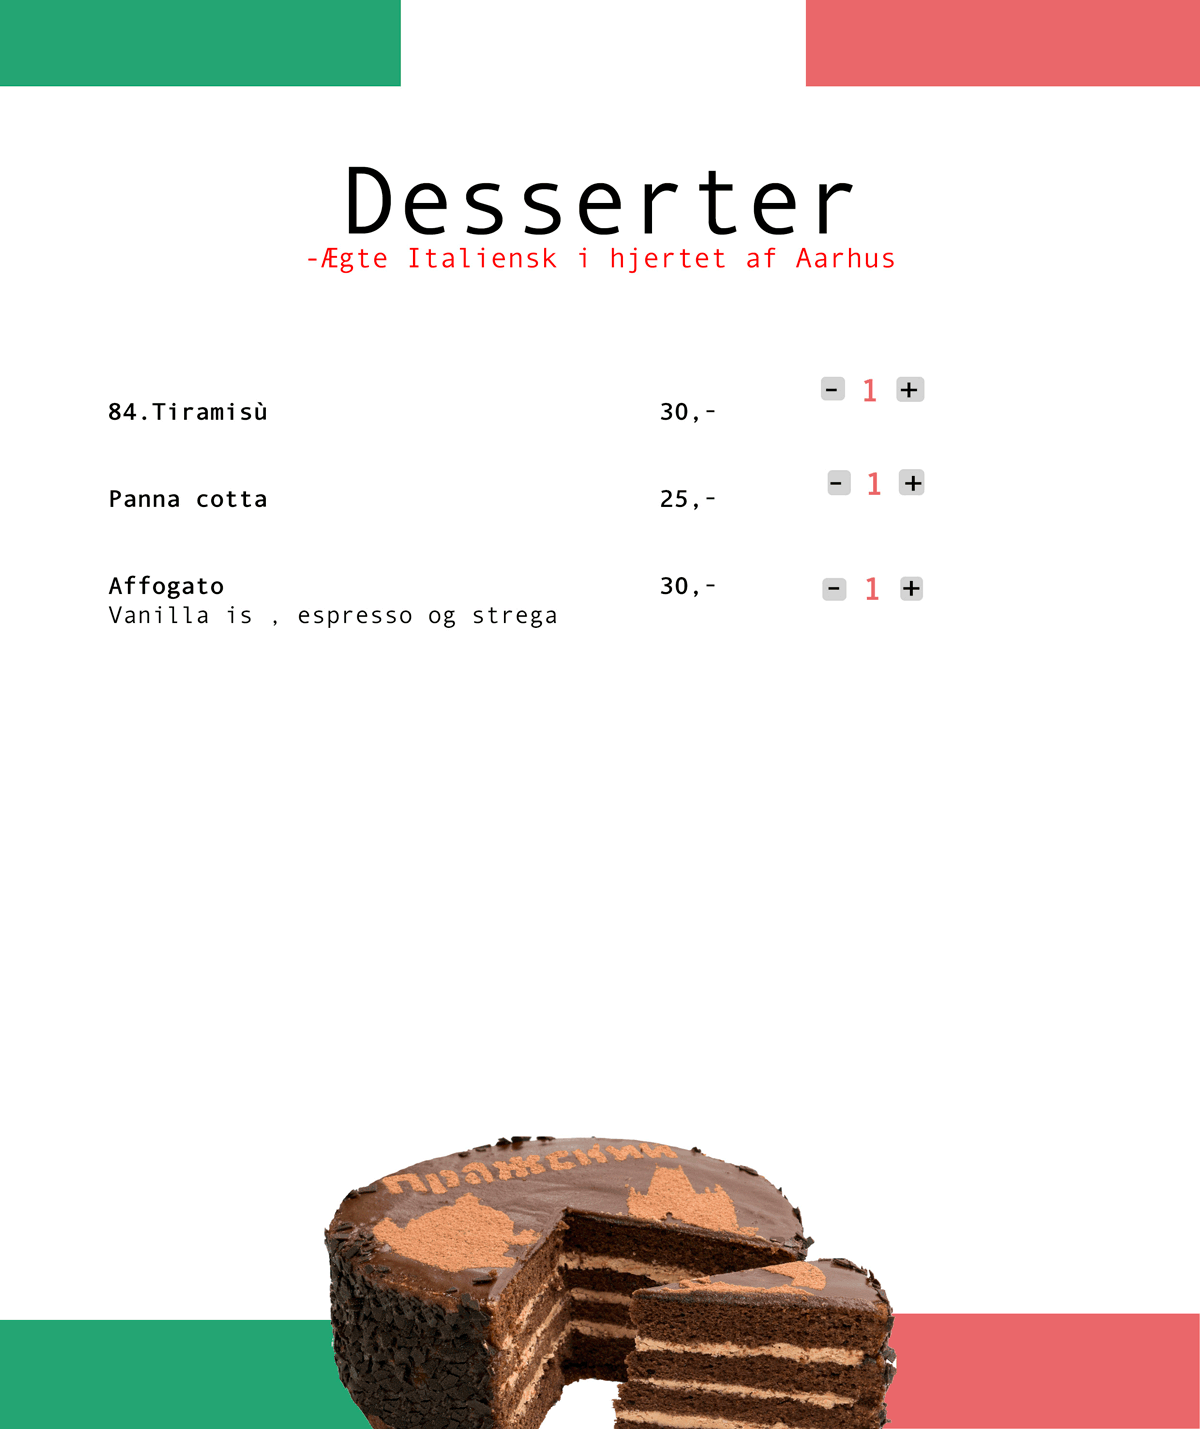 Desserter
-Ægte Italiensk i hjertet af Aarhus
84.Tiramisù 30,- - 1 +
Panna cotta 25,- - 1 +
Affogato 30,- - 1 +
Vanilla is , espresso og strega
Пражский